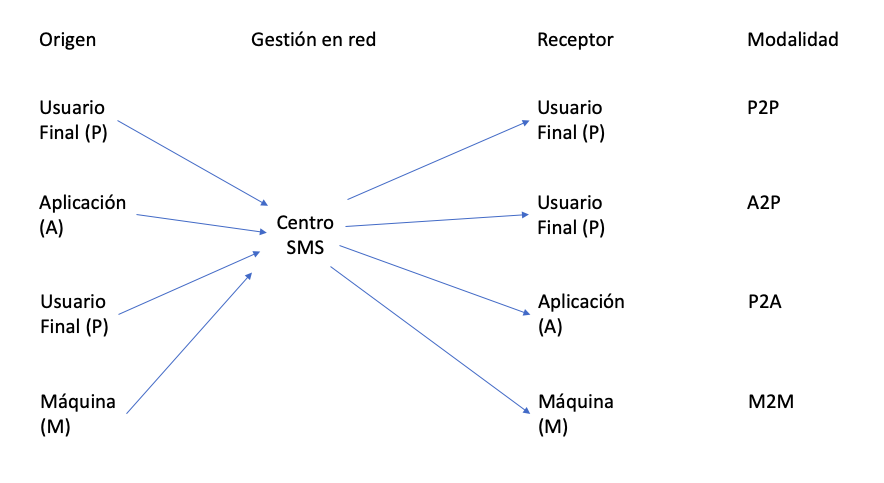 Origen Gestión en red Receptor Modalidad
Usuario
Final (P)
Usuario
Final (P)
P2P
Aplicación
(A)
Centro
SMS
Usuario
Final (P)
A2P
Usuario
Final (P)
Aplicación
(A)
P2A
Máquina
(M)
Máquina
(M)
M2M